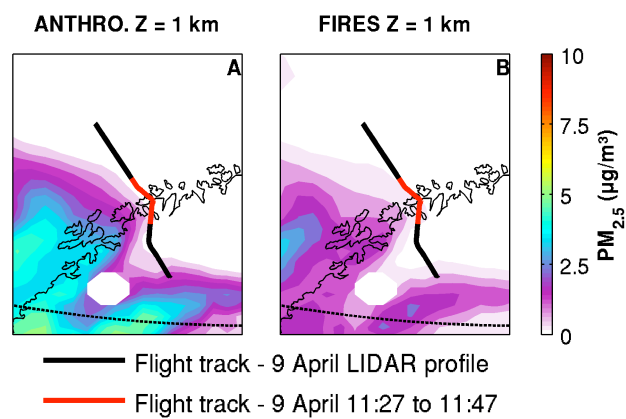 ANTHRO. Z = 1 km
FIRES Z = 1 km
A
B
10
7.5
5
2.5
0
PM2.5 (μg/m³)
Flight track - 9 April LIDAR profile
Flight track - 9 April 11:27 to 11:47